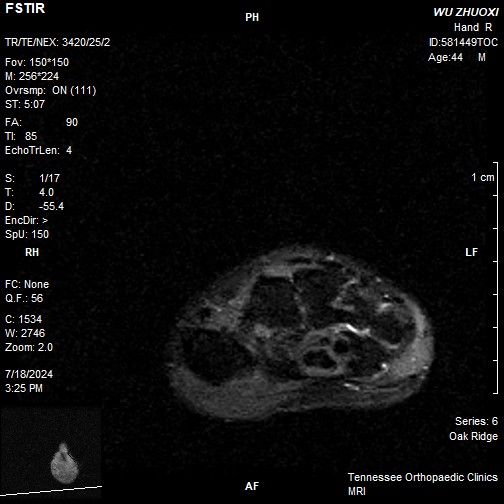 FSTIR
PH
WU ZHUOXI
Hand R
ID:581449TOC
Age:44 M
TR/TE/NEX: 3420/25/2
Fov: 150*150
M: 256*224
Ovrsmp: ON (111)
ST: 5:07
FA: 90
TI: 85
EchoTrLen: 4
S: 1/17
T: 4.0
D: -55.4
EncDir: >
SpU: 150
1 cm
RH
LF
FC: None
Q.F.: 56
C: 1534
W: 2746
Zoom: 2.0
7/18/2024
3:25 PM
Series: 6
Oak Ridge
AF
Tennessee Orthopaedic Clinics
MRI